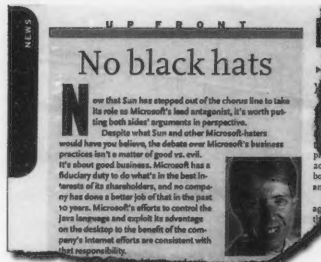 NEWS
UP FRONT
No black hats
Now that Sun has stepped out of the chorus line to take
its role as Microsoft's lead antagonist, it's worth put-
ting both sides' arguments in perspective.
Despite what Sun and other Microsoft-haters
would have you believe, the debate over Microsoft's business
practices isn't a matter of good vs. evil.
It's about good business. Microsoft has a
fiduciary duty to do what's in the best in-
terests of its shareholders, and no compa-
ny has done a better job of that in the past
10 years. Microsoft's efforts to control the
Java language and exploit its advantage
on the desktop to the benefit of the com-
pany's Internet efforts are consistent with
that responsibility.